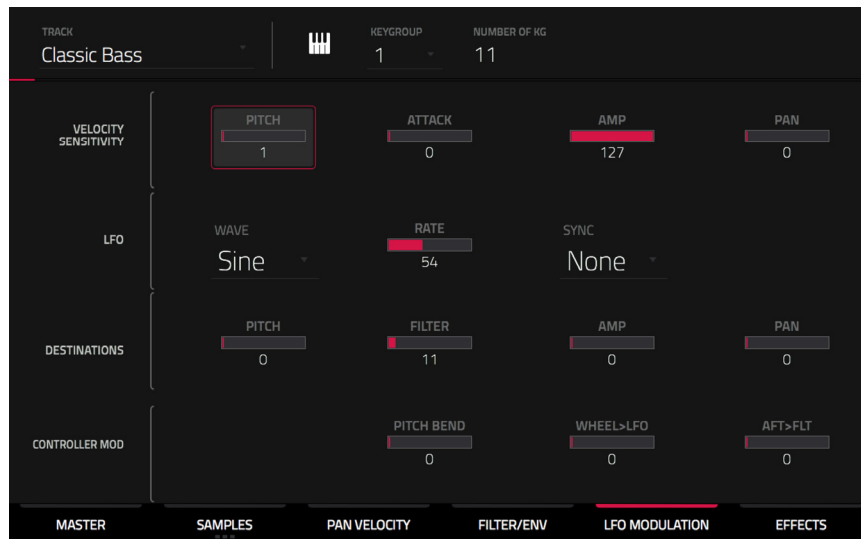 TRACK
Classic Bass
KEYGROUP
1
NUMBER OF KG
11
VELOCITY
SENSITIVITY
PITCH
1
ATTACK
0
AMP
127
PAN
0
LFO
WAVE
Sine
RATE
54
SYNC
None
DESTINATIONS
PITCH
0
FILTER
11
AMP
0
PAN
0
CONTROLLER MOD
PITCH BEND
0
WHEEL>LFO
0
AFT>FLT
0
MASTER
SAMPLES
PAN VELOCITY
FILTER/ENV
LFO MODULATION
EFFECTS